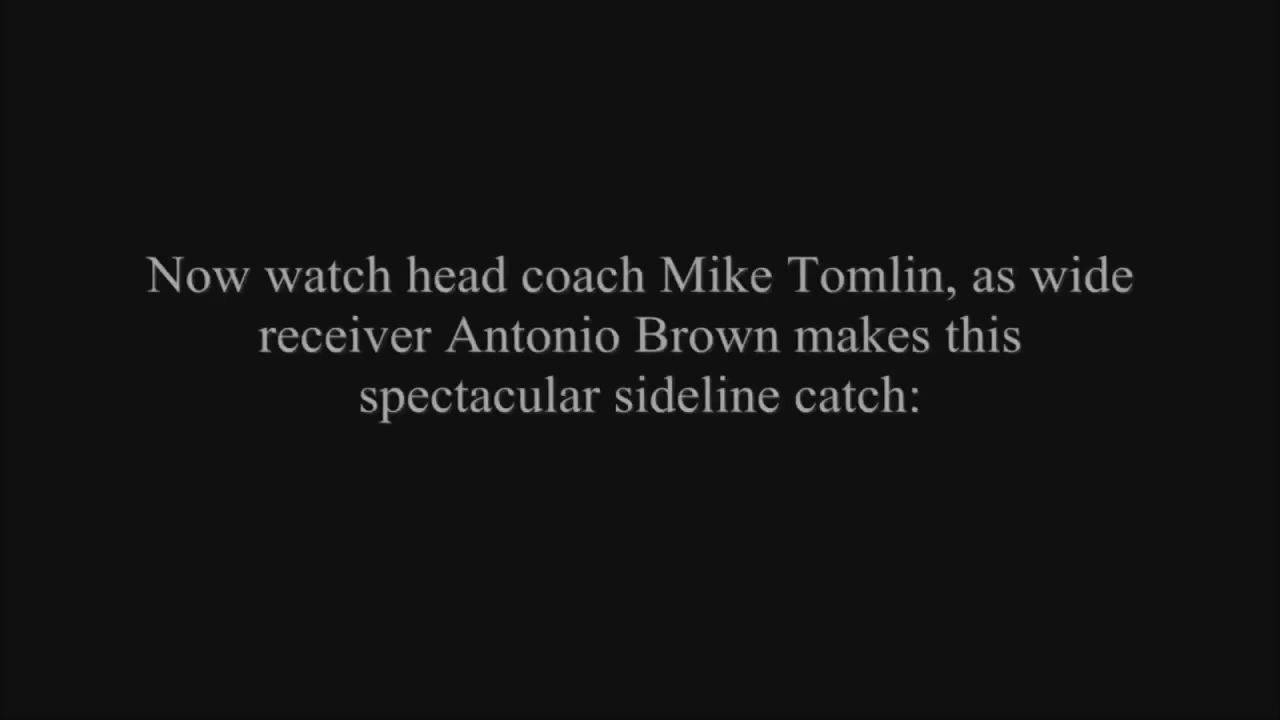 Now watch head coach Mike Tomlin, as wide
receiver Antonio Brown makes this
spectacular sideline catch: